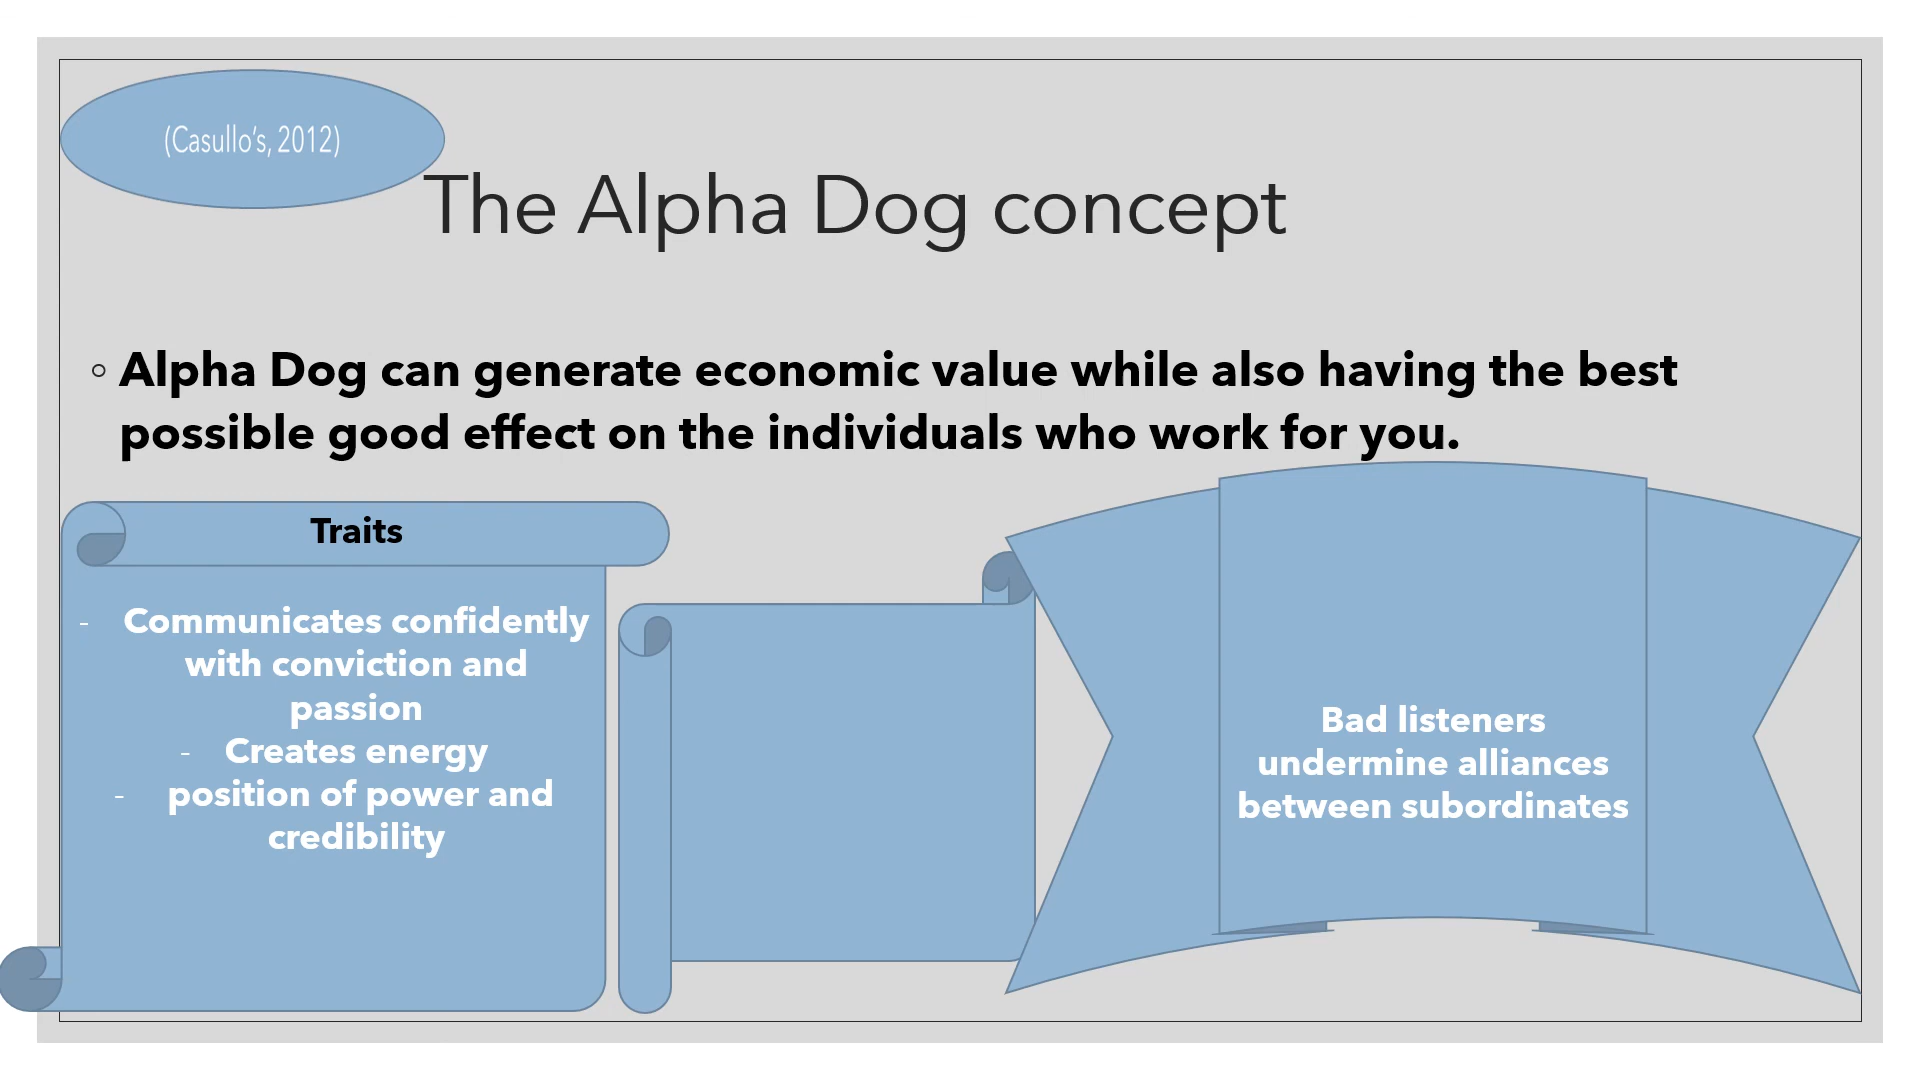 (Casullo's, 2012)
The Alpha Dog concept
Alpha Dog can generate economic value while also having the best
possible good effect on the individuals who work for you.
Traits
- Communicates confidently
with conviction and
passion
- Creates energy
- position of power and
credibility
Bad listeners
undermine alliances
between subordinates